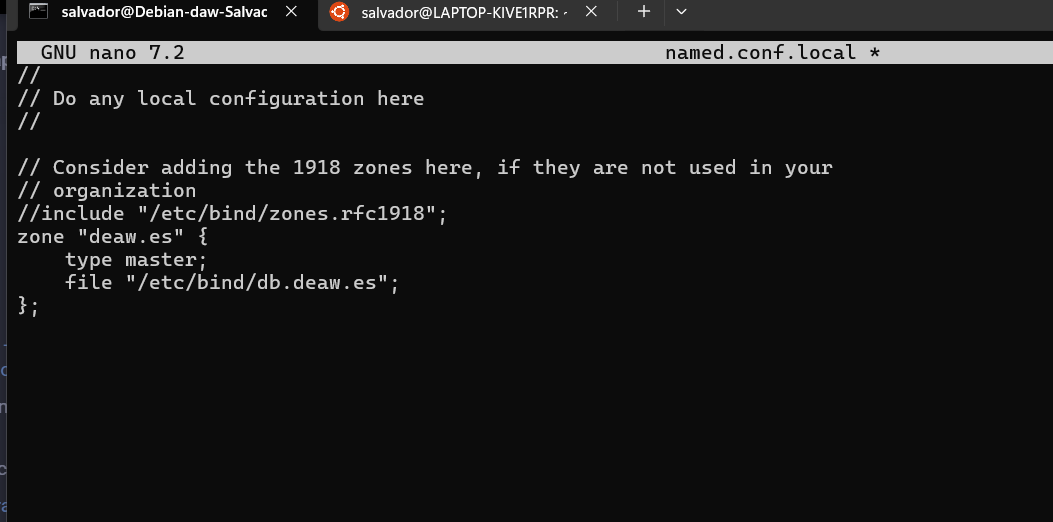 salvador@Debian-daw-Salvac
salvador@LAPTOP-KIVE1RPR: ~
GNU nano 7.2 named.conf.local *
//
// Do any local configuration here
//
// Consider adding the 1918 zones here, if they are not used in your
// organization
//include "/etc/bind/zones.rfc1918";
zone "deaw.es" {
    type master;
    file "/etc/bind/db.deaw.es";
};